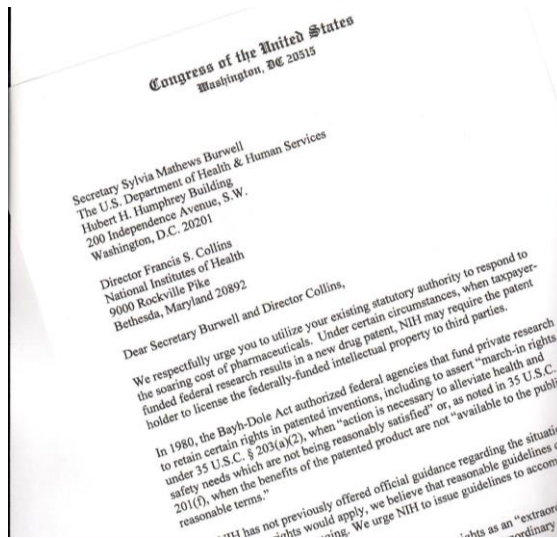 Congress of the United States
Washington, DC 20515
Secretary Sylvia Mathews Burwell
The U.S. Department of Health & Human Services
Hubert H. Humphrey Building
200 Independence Avenue, S.W.
Washington, D.C. 20201
Director Francis S. Collins
National Institutes of Health
9000 Rockville Pike
Bethesda, Maryland 20892
Dear Secretary Burwell and Director Collins,
We respectfully urge you to utilize your existing statutory authority to respond to
the soaring cost of pharmaceuticals. Under certain circumstances, when taxpayer-
funded federal research results in a new drug patent, NIH may require the patent
holder to license the federally-funded intellectual property to third parties.
In 1980, the Bayh-Dole Act authorized federal agencies that fund private research
to retain certain rights in patented inventions, including to assert "march-in rights
under 35 U.S.C. § 203(a)(2), when "action is necessary to alleviate health and
safety needs which are not being reasonably satisfied" or, as noted in 35 U.S.C.
201(f), when the benefits of the patented product are not "available to the publi
reasonable terms."
NIH has not previously offered official guidance regarding the situati
rights would apply, we believe that reasonable guidelines
We urge NIH to issue guidelines to accom
as an "extraor